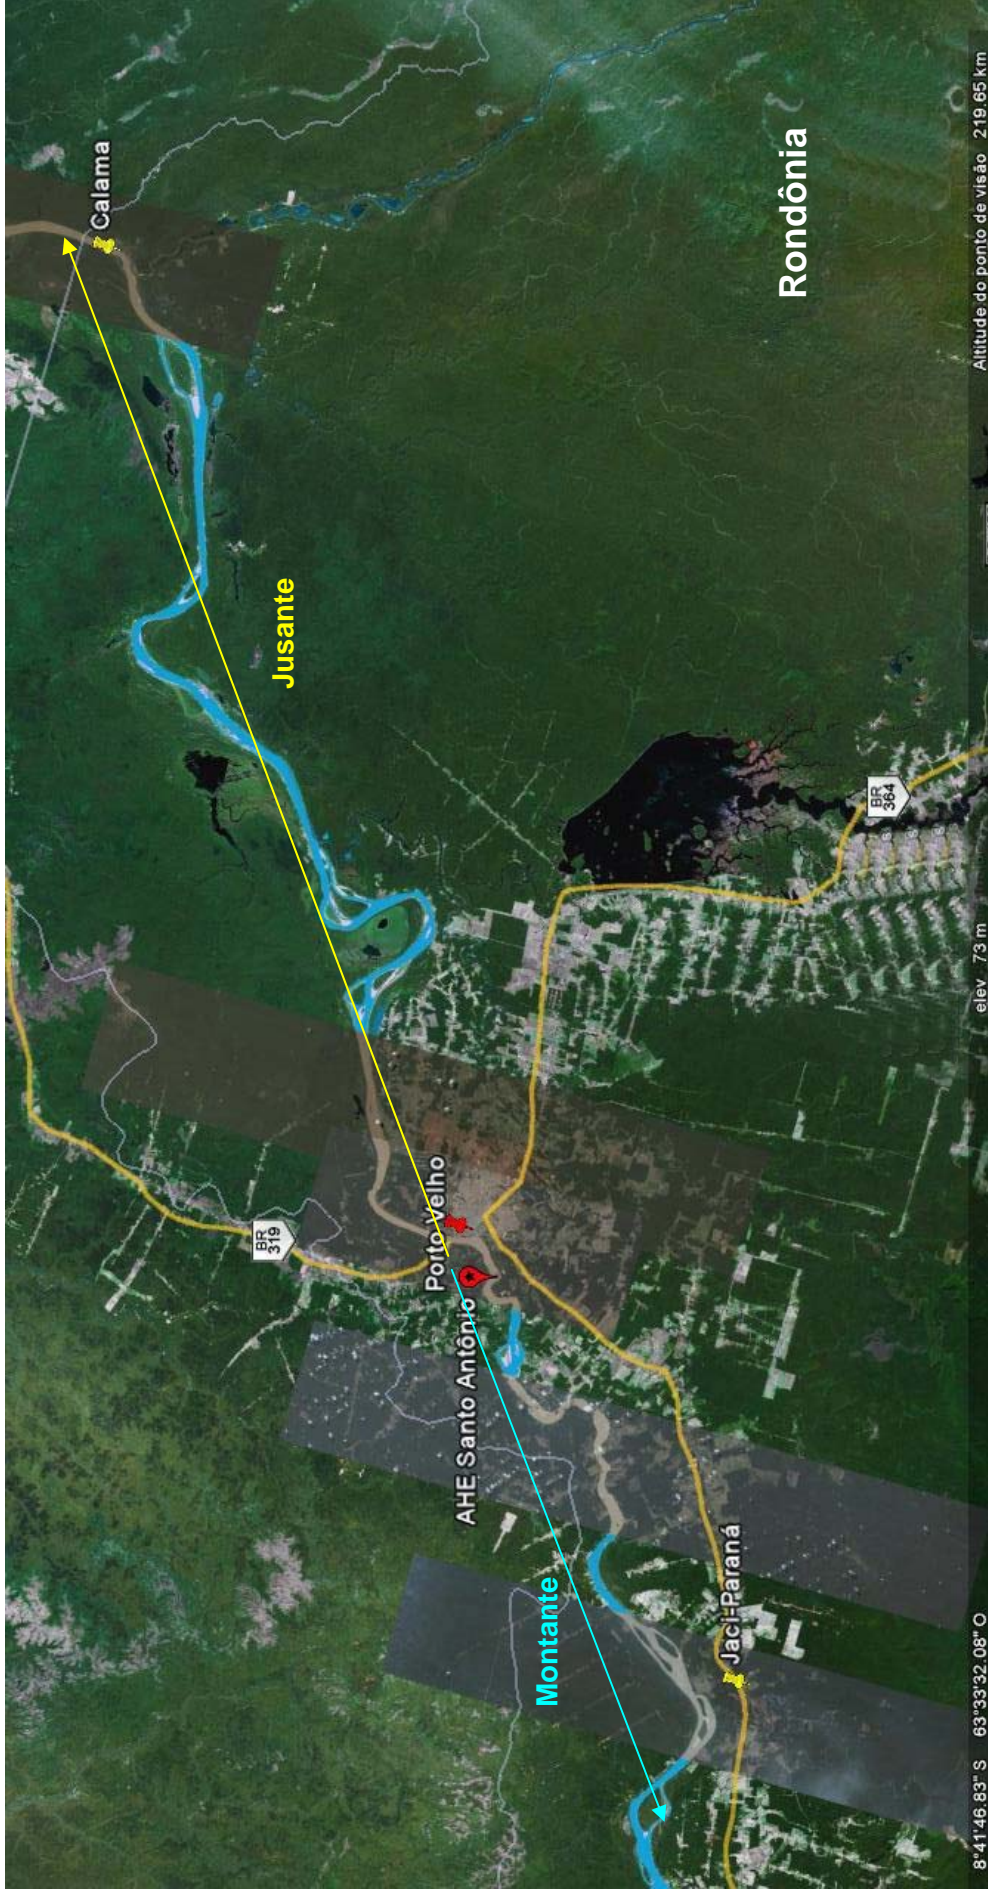 Calama
Jusante
Rondônia
BR
319
Porto Velho
AHE Santo Antônio
BR
364
Montante
Jaci-Paraná
8°41'46.83" S 63°33'32.08" O
elev 73 m
Altitude do ponto de visão 219.65 km